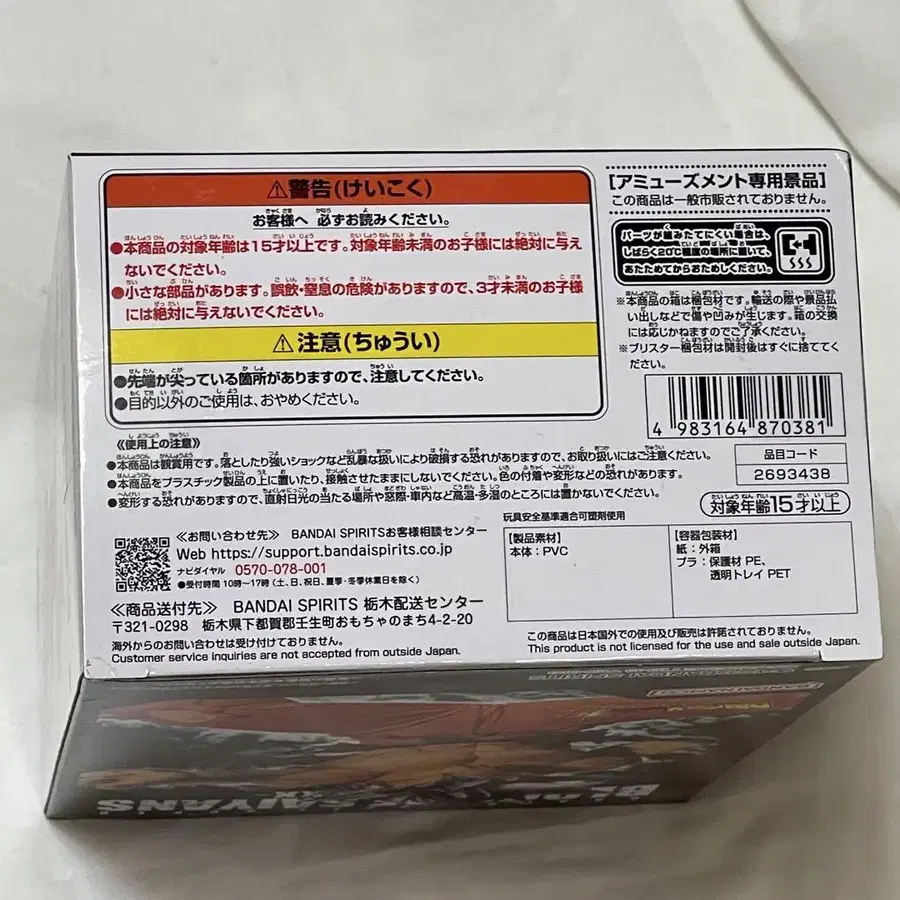 ⚠警告(けいこく)
お客様へ 必ずお読みください。
●本商品の対象年齢は15才以上です。対象年齢未満のお子様には絶対に与え
ないでください。
●小さな部品があります。誤飲・窒息の危険がありますので、3才未満のお子様
には絶対に与えないでください。
⚠注意(ちゅうい)
●先端が尖っている箇所がありますので、注意してください。
●目的以外のご使用は、おやめください。
[アミューズメント専用景品]
この商品は一般市販されておりません。
パーツが組みたてにくい場合は、
しばらく20℃程度の場所に置いて、
あたためてからおためしください。
※本商品の箱は梱包材です。輸送の際や景品払
い出しなどで傷や凹みが生じます。箱の交換
には応じかねますのでご了承ください。
※ブリスター梱包材は開封後はすぐに捨ててく
ださい。
4 983164 870381
品目コード
2693438
対象年齢15才以上
《使用上の注意》
●本商品は観賞用です。落としたり強いショックなど乱暴な扱いにより破損する恐れがありますので、お取り扱いにはご注意ください。
●本商品をプラスチック製品の上に置いたり、接触させたままにしないでください。色の付着や変形などの恐れがあります。
●変形する恐れがありますので、直射日光の当たる場所や窓際・車内など高温・多湿のところには置かないでください。
《お問い合わせ先》 BANDAI SPIRITSお客様相談センター
Web https://support.bandaispirits.co.jp
ナビダイヤル 0570-078-001
●受付時間 10時〜17時(土、日、祝日、夏季・冬季休業日を除く)
《商品送付先》 BANDAI SPIRITS 栃木配送センター
〒321-0298 栃木県下都賀郡壬生町おもちゃのまち4-2-20
海外からのお問い合わせは受け付けておりません。
Customer service inquiries are not accepted from outside Japan.
玩具安全基準適合可塑剤使用
【製品素材】
本体:PVC
【容器包装材】
紙:外箱
プラ:保護材 PE、
透明トレイ PET
この商品は日本国外での使用及び販売は許諾されておりません。
This product is not licensed for the use and sale outside Japan.
BANDAI NAMCO
SAIYANS